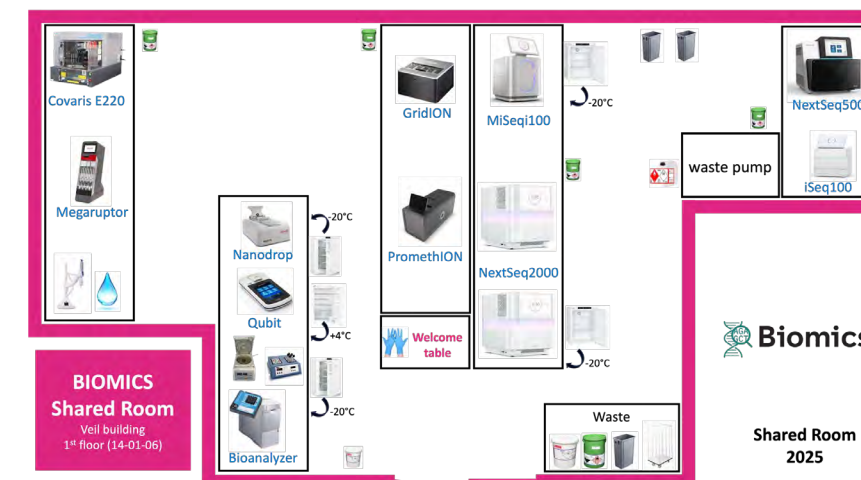 Covaris E220
Megaruptor
Nanodrop
-20°C
Qubit
+4°C
Bioanalyzer
-20°C
GridION
PromethION
Welcome
table
MiSeqi100
-20°C
NextSeq2000
-20°C
waste pump
NextSeq500
iSeq100
BIOMICS
Shared Room
Veil building
1st floor (14-01-06)
Waste
Biomics
Shared Room
2025